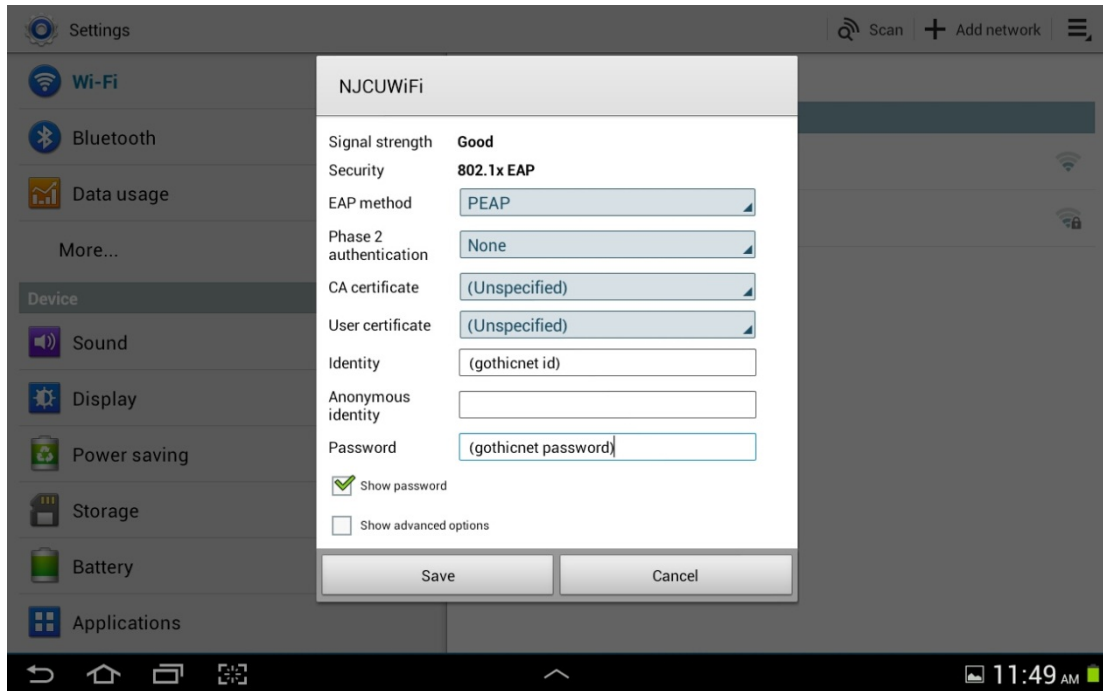 Settings
Scan
Add network
Wi-Fi
Bluetooth
Data usage
More...
Device
Sound
Display
Power saving
Storage
Battery
Applications
NJCUWiFi
Signal strength Good
Security 802.1x EAP
EAP method PEAP
Phase 2
authentication None
CA certificate (Unspecified)
User certificate (Unspecified)
Identity (gothicnet id)
Anonymous
identity
Password (gothicnet password)
Show password
Show advanced options
Save Cancel
11:49 AM